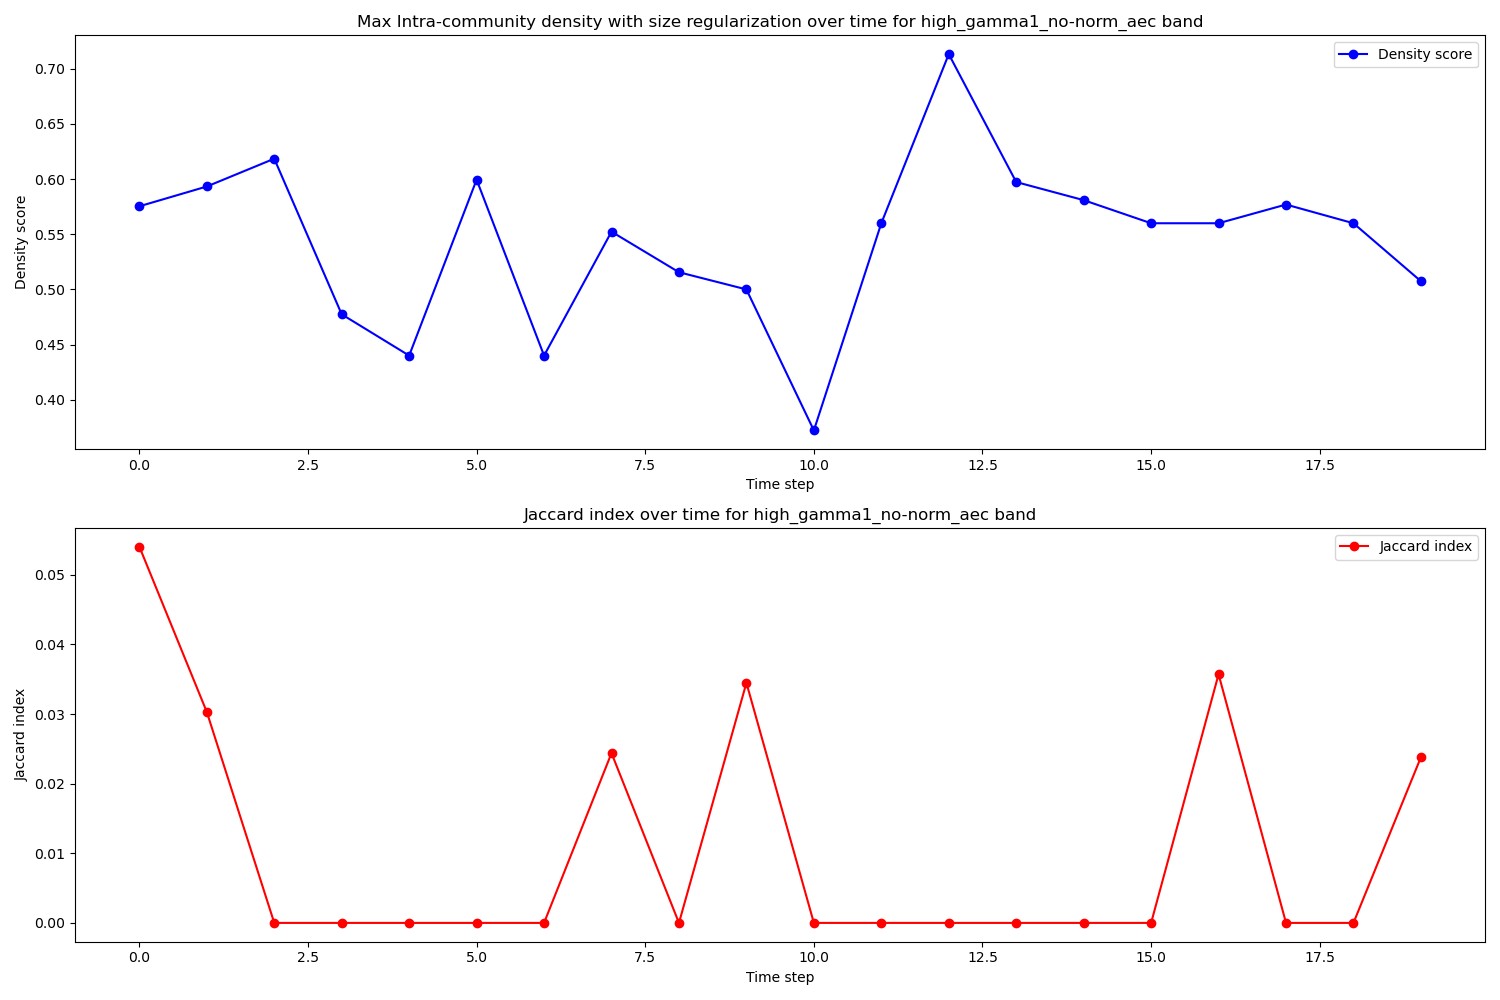 Max Intra-community density with size regularization over time for high_gamma1_no-norm_aec band
Density score
0.70
0.65
0.60
0.55
0.50
0.45
0.40
Density score
0.0 2.5 5.0 7.5 10.0 12.5 15.0 17.5
Time step
Jaccard index over time for high_gamma1_no-norm_aec band
Jaccard index
0.05
0.04
0.03
0.02
0.01
0.00
Jaccard index
0.0 2.5 5.0 7.5 10.0 12.5 15.0 17.5
Time step